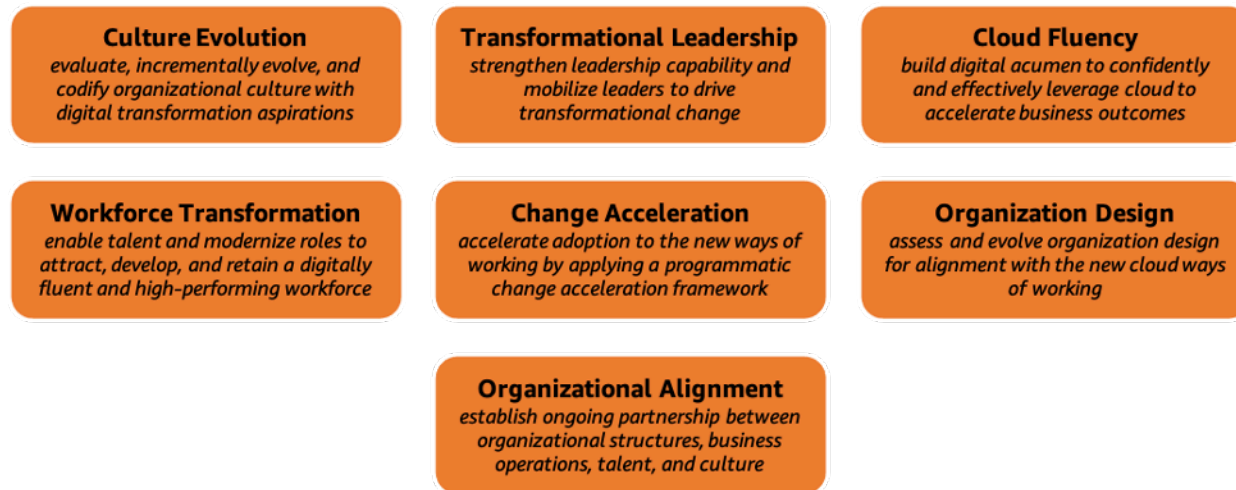 Culture Evolution
evaluate, incrementally evolve, and
codify organizational culture with
digital transformation aspirations
Transformational Leadership
strengthen leadership capability and
mobilize leaders to drive
transformational change
Cloud Fluency
build digital acumen to confidently
and effectively leverage cloud to
accelerate business outcomes
Workforce Transformation
enable talent and modernize roles to
attract, develop, and retain a digitally
fluent and high-performing workforce
Change Acceleration
accelerate adoption to the new ways of
working by applying a programmatic
change acceleration framework
Organization Design
assess and evolve organization design
for alignment with the new cloud ways
of working
Organizational Alignment
establish ongoing partnership between
organizational structures, business
operations, talent, and culture